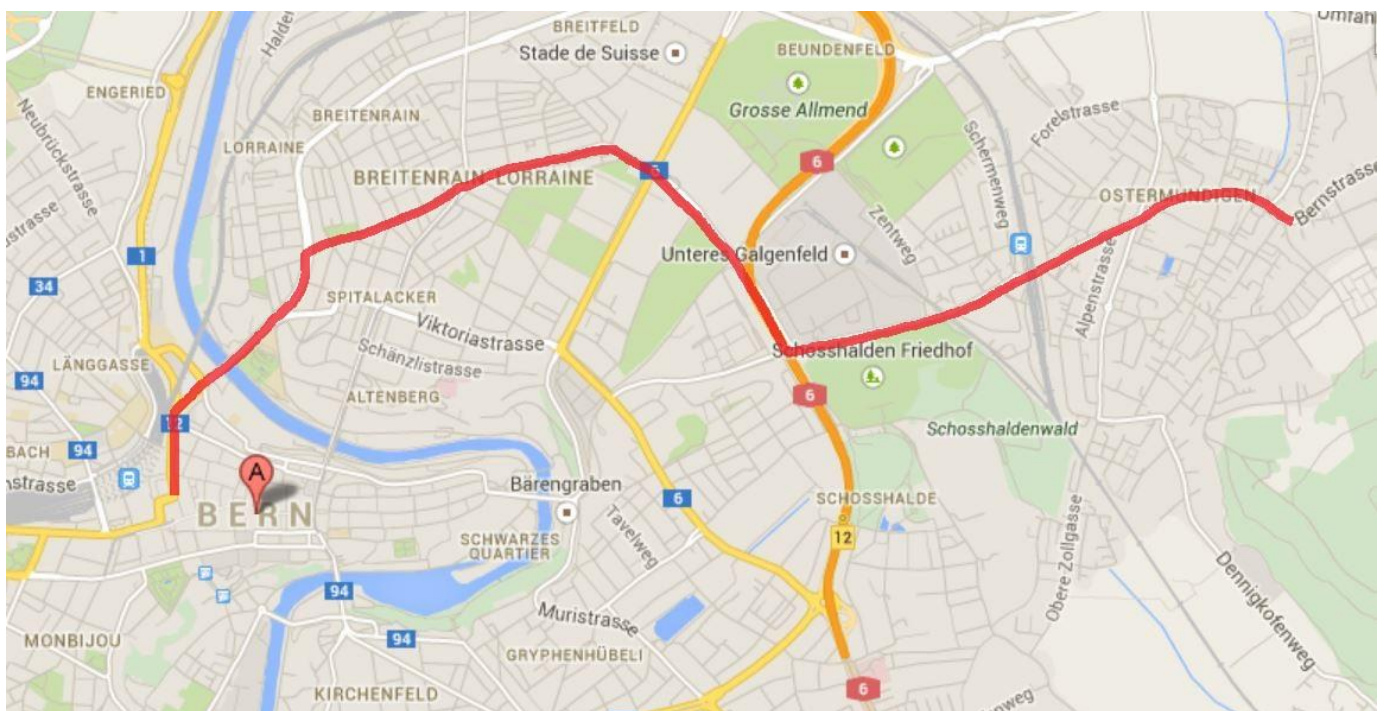 BREITFELD
Stade de Suisse
BEUNDENFELD
ENGERIED
Grosse Allmend
6
Neubrückstrasse
BREITENRAIN
LORRAINE
Forelstrasse
Schermenweg
BREITENRAIN-LORRAINE
OSTERMUNDIGEN
Bernstrasse
Zentweg
1
Unteres Galgenfeld
34
SPITALACKER
Viktoriastrasse
Alpenstrasse
Schänzlistrasse
Schosshalden Friedhof
LÄNGGASSE
94
ALTENBERG
6
12
Schosshaldenwald
BACH
94
nstrasse
A
BERN
Bärengraben
6
SCHOSSHALDE
12
SCHWARZES
QUARTIER
Tavelweg
Obere Zollgasse
Dennigkofenweg
94
Muristrasse
94
MONBIJOU
GRYPHENHÜBELI
6
KIRCHENFELD